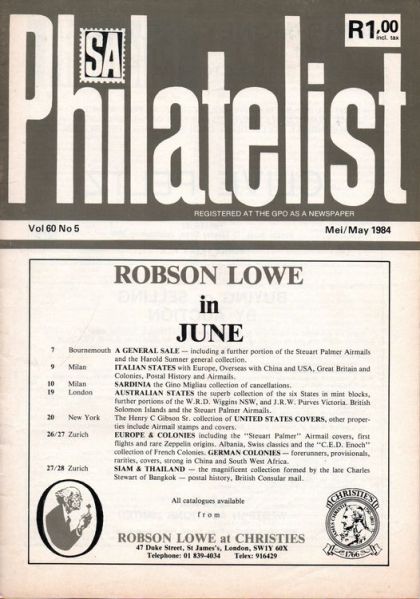 SA
Philatelist
R1,00
incl. tax
REGISTERED AT THE GPO AS A NEWSPAPER
Vol 60 No 5
Mei/May 1984
ROBSON LOWE
in
JUNE
7 Bournemouth A GENERAL SALE — including a further portion of the Steuart Palmer Airmails
and the Harold Sumner general collection.
9 Milan ITALIAN STATES with Europe, Overseas with China and USA, Great Britain and
Colonies, Postal History and Airmails.
10 Milan SARDINIA the Gino Migliau collection of cancellations.
19 London AUSTRALIAN STATES the superb collection of the six States in mint blocks,
further portions of the W.R.D. Wiggins NSW, and J.R.W. Purves Victoria. British
Solomon Islands and the Steuart Palmer Airmails.
20 New York The Henry C Gibson Sr. collection of UNITED STATES COVERS, other proper-
ties include Airmail stamps and covers.
26/27 Zurich EUROPE & COLONIES including the "Steuart Palmer" Airmail covers, first
flights and rare Zeppelin origins. Albania, Swiss classics and the "C.E.D. Enoch"
collection of French Colonies. GERMAN COLONIES — forerunners, provisionals,
rarities, covers, strong in China and South West Africa.
27/28 Zurich SIAM & THAILAND — the magnificent collection formed by the late Charles
Stewart of Bangkok — postal history, British Consular mail.
All catalogues available
from
ROBSON LOWE at CHRISTIES
47 Duke Street, St James's, London, SW1Y 60X
Telephone: 01 839-4034 Telex: 916429
CHRISTIE'S
1766